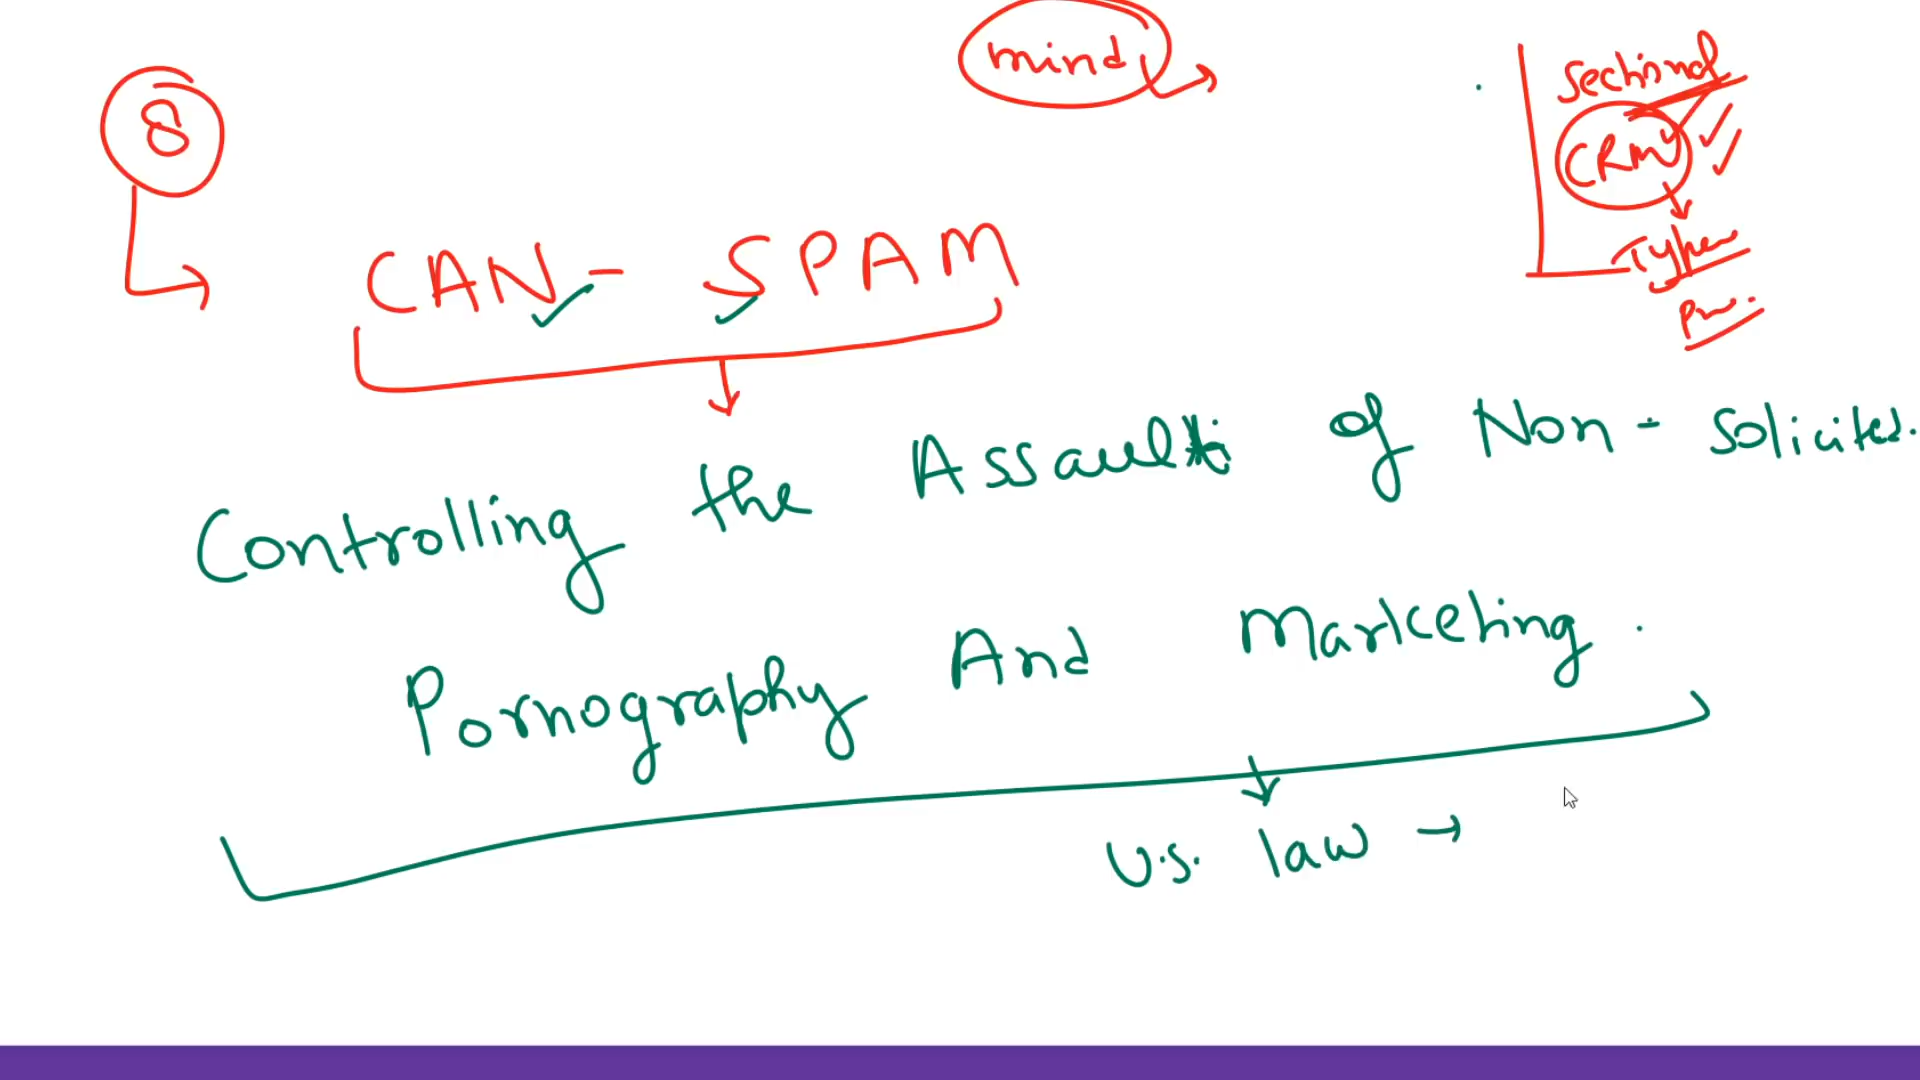 mind
8
Sectional
CRM
Types
CAN - SPAM
Controlling the Assault of Non - Solicited.
Pornography And Marketing.
U.S. law →